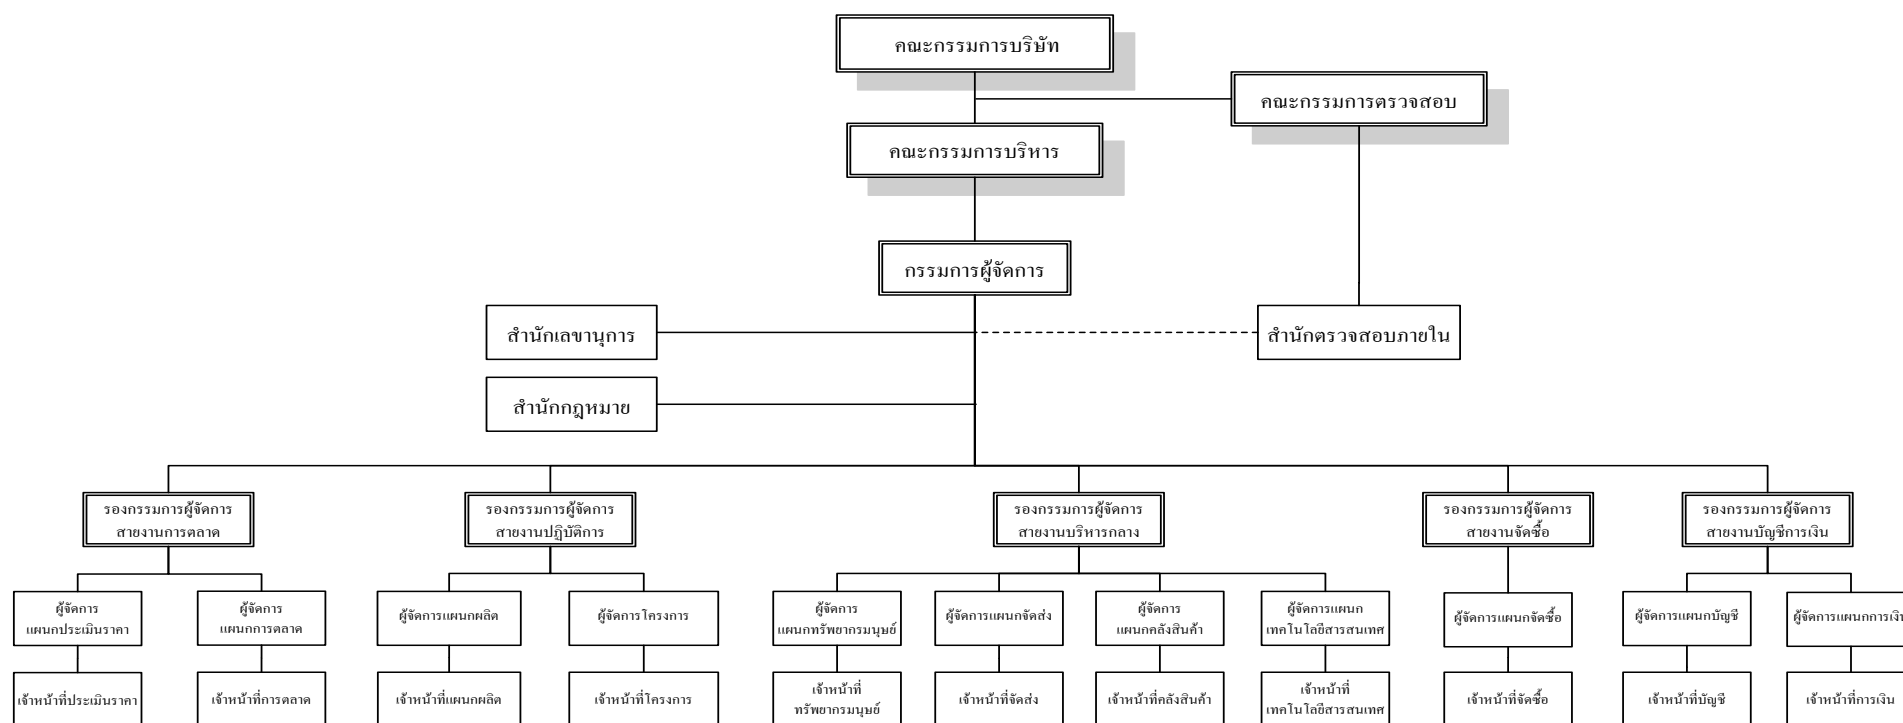 คณะกรรมการบริษัท
คณะกรรมการตรวจสอบ
คณะกรรมการบริหาร
กรรมการผู้จัดการ
สำนักเลขานุการ
สำนักตรวจสอบภายใน
สำนักกฎหมาย
รองกรรมการผู้จัดการ
สายงานการตลาด
รองกรรมการผู้จัดการ
สายงานปฏิบัติการ
รองกรรมการผู้จัดการ
สายงานบริหารกลาง
รองกรรมการผู้จัดการ
สายงานจัดซื้อ
รองกรรมการผู้จัดการ
สายงานบัญชีการเงิน
ผู้จัดการ
แผนกประเมินราคา
ผู้จัดการ
แผนกการตลาด
ผู้จัดการแผนกผลิต
ผู้จัดการโครงการ
ผู้จัดการ
แผนกทรัพยากรมนุษย์
ผู้จัดการแผนกจัดส่ง
ผู้จัดการ
แผนกคลังสินค้า
ผู้จัดการแผนก
เทคโนโลยีสารสนเทศ
ผู้จัดการแผนกจัดซื้อ
ผู้จัดการแผนกบัญชี
ผู้จัดการแผนกการเงิน
เจ้าหน้าที่ประเมินราคา
เจ้าหน้าที่การตลาด
เจ้าหน้าที่แผนกผลิต
เจ้าหน้าที่โครงการ
เจ้าหน้าที่
ทรัพยากรมนุษย์
เจ้าหน้าที่จัดส่ง
เจ้าหน้าที่คลังสินค้า
เจ้าหน้าที่
เทคโนโลยีสารสนเทศ
เจ้าหน้าที่จัดซื้อ
เจ้าหน้าที่บัญชี
เจ้าหน้าที่การเงิน